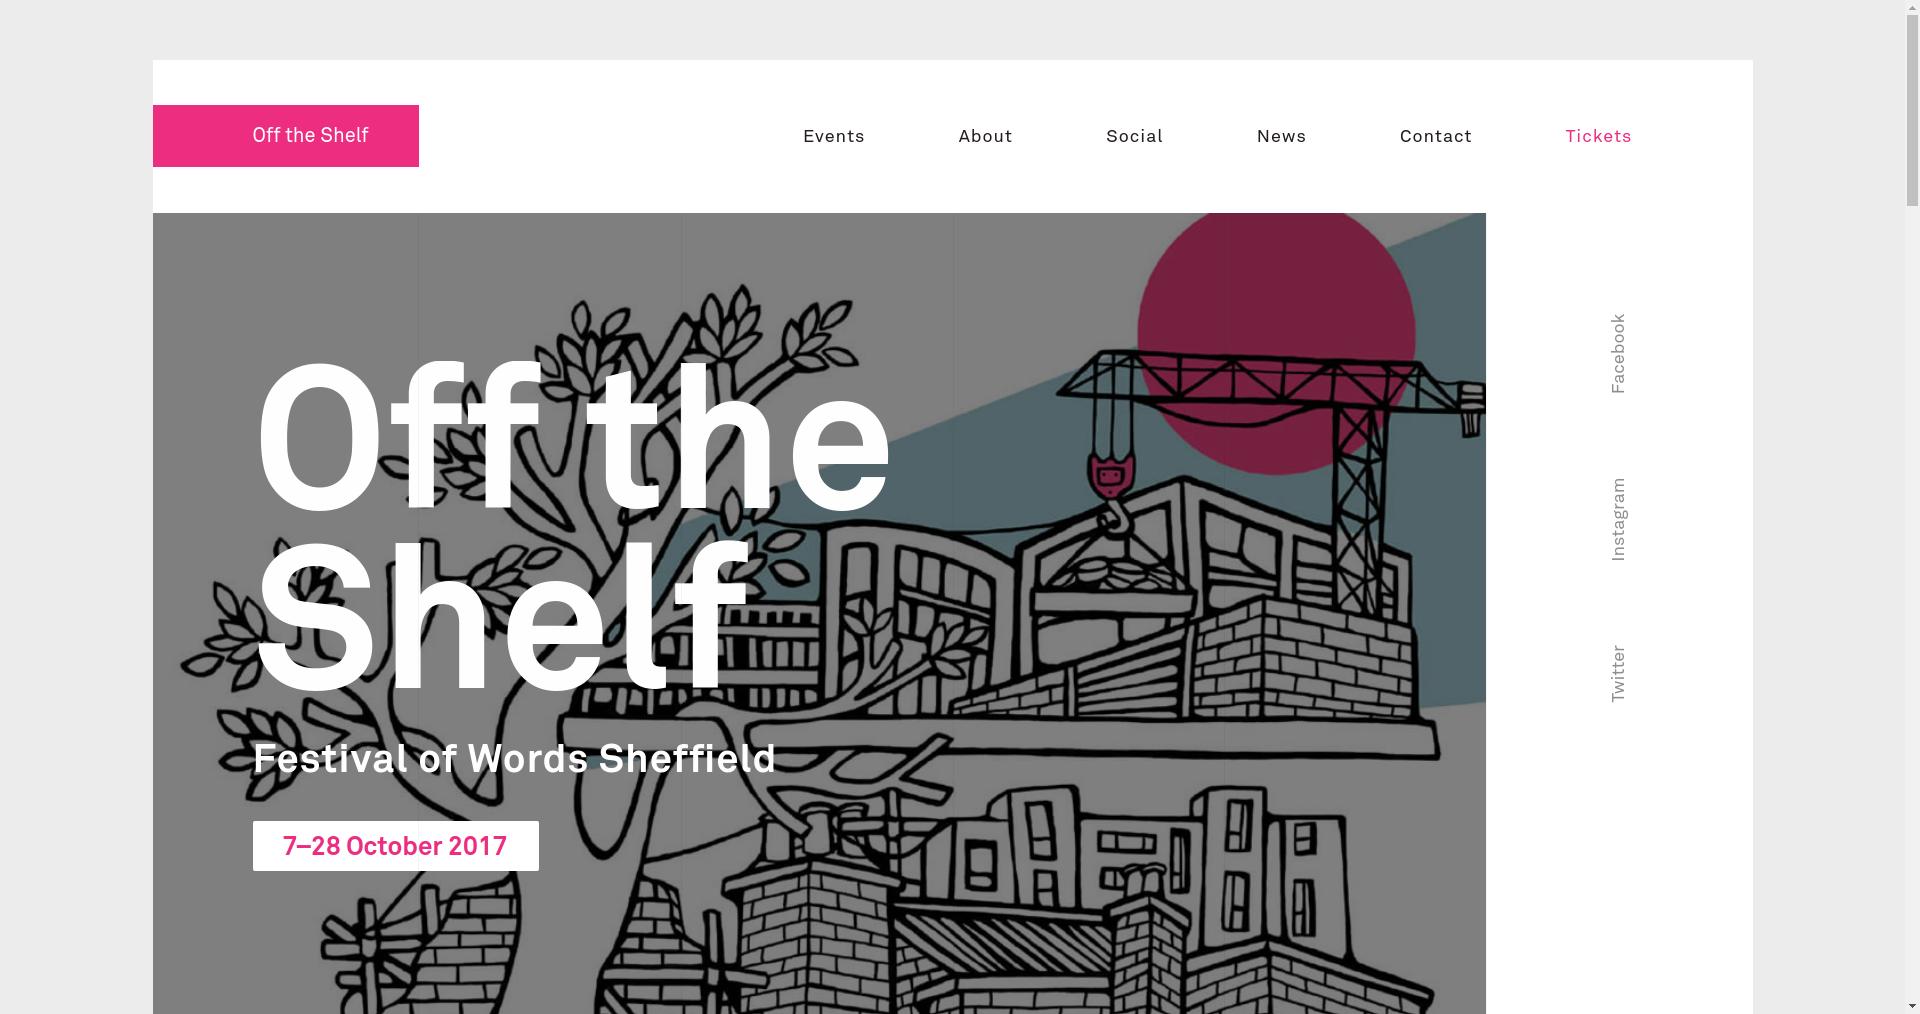 Off the Shelf
Events
About
Social
News
Contact
Tickets
Off the
Shelf
Festival of Words Sheffield
7–28 October 2017
Facebook
Instagram
Twitter